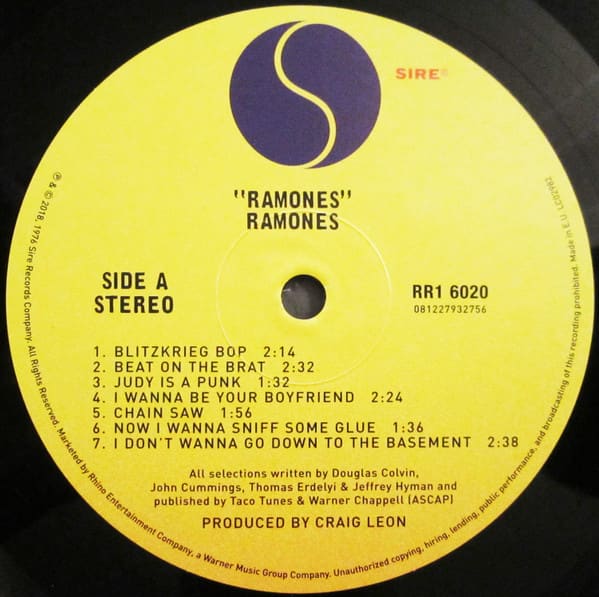 SIRE®
"RAMONES"
RAMONES
SIDE A
STEREO
RR1 6020
081227932756
1. BLITZKRIEG BOP 2:14
2. BEAT ON THE BRAT 2:32
3. JUDY IS A PUNK 1:32
4. I WANNA BE YOUR BOYFRIEND 2:24
5. CHAIN SAW 1:56
6. NOW I WANNA SNIFF SOME GLUE 1:36
7. I DON'T WANNA GO DOWN TO THE BASEMENT 2:38
All selections written by Douglas Colvin,
John Cummings, Thomas Erdelyi & Jeffrey Hyman and
published by Taco Tunes & Warner Chappell (ASCAP)
PRODUCED BY CRAIG LEON
℗ & © 2018, 1976 Sire Records Company. All Rights Reserved. Marketed by Rhino Entertainment Company, a Warner Music Group Company. Unauthorized copying, hiring, lending, public performance, and broadcasting of this recording prohibited. Made in E.U. LC02982